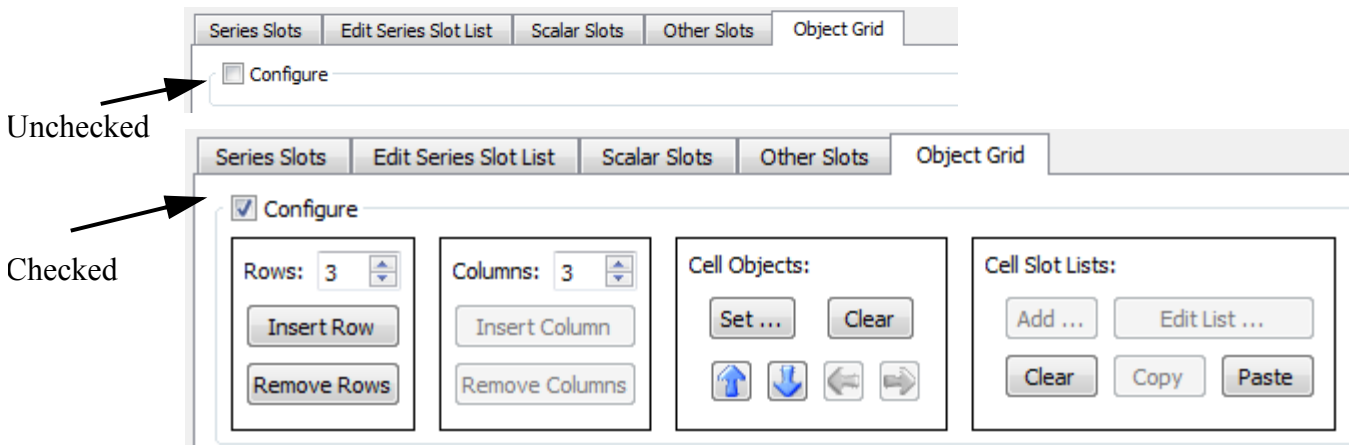 Series Slots Edit Series Slot List Scalar Slots Other Slots Object Grid
Configure
Unchecked
Series Slots Edit Series Slot List Scalar Slots Other Slots Object Grid
Configure
Checked
Rows: 3 Columns: 3 Cell Objects: Cell Slot Lists:
Insert Row Insert Column Set ... Clear Add ... Edit List ...
Remove Rows Remove Columns Clear Copy Paste